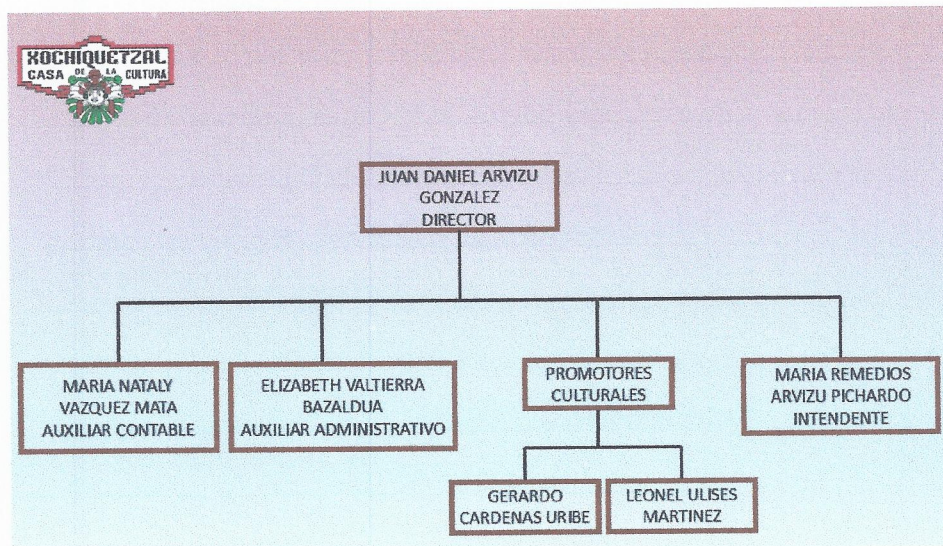 XOCHIQUETZAL
CASA DE LA CULTURA
JUAN DANIEL ARVIZU
GONZALEZ
DIRECTOR
MARIA NATALY
VAZQUEZ MATA
AUXILIAR CONTABLE
ELIZABETH VALTIERRA
BAZALDUA
AUXILIAR ADMINISTRATIVO
PROMOTORES
CULTURALES
MARIA REMEDIOS
ARVIZU PICHARDO
INTENDENTE
GERARDO
CARDENAS URIBE
LEONEL ULISES
MARTINEZ